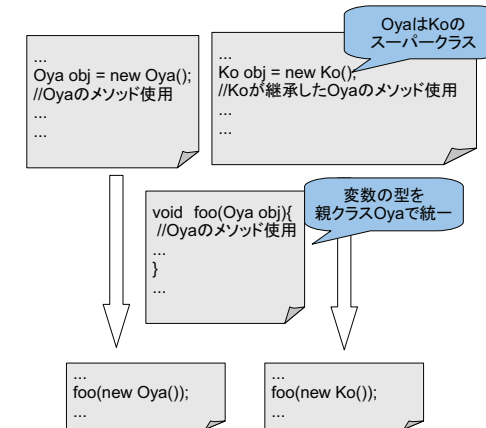 ...
Oya obj = new Oya();
//Oyaのメソッド使用
...
...
OyaはKoの
スーパークラス
...
Ko obj = new Ko();
//Koが継承したOyaのメソッド使用
...
...
void foo(Oya obj){
//Oyaのメソッド使用
...
}
...
変数の型を
親クラスOyaで統一
...
foo(new Oya());
...
...
foo(new Ko());
...